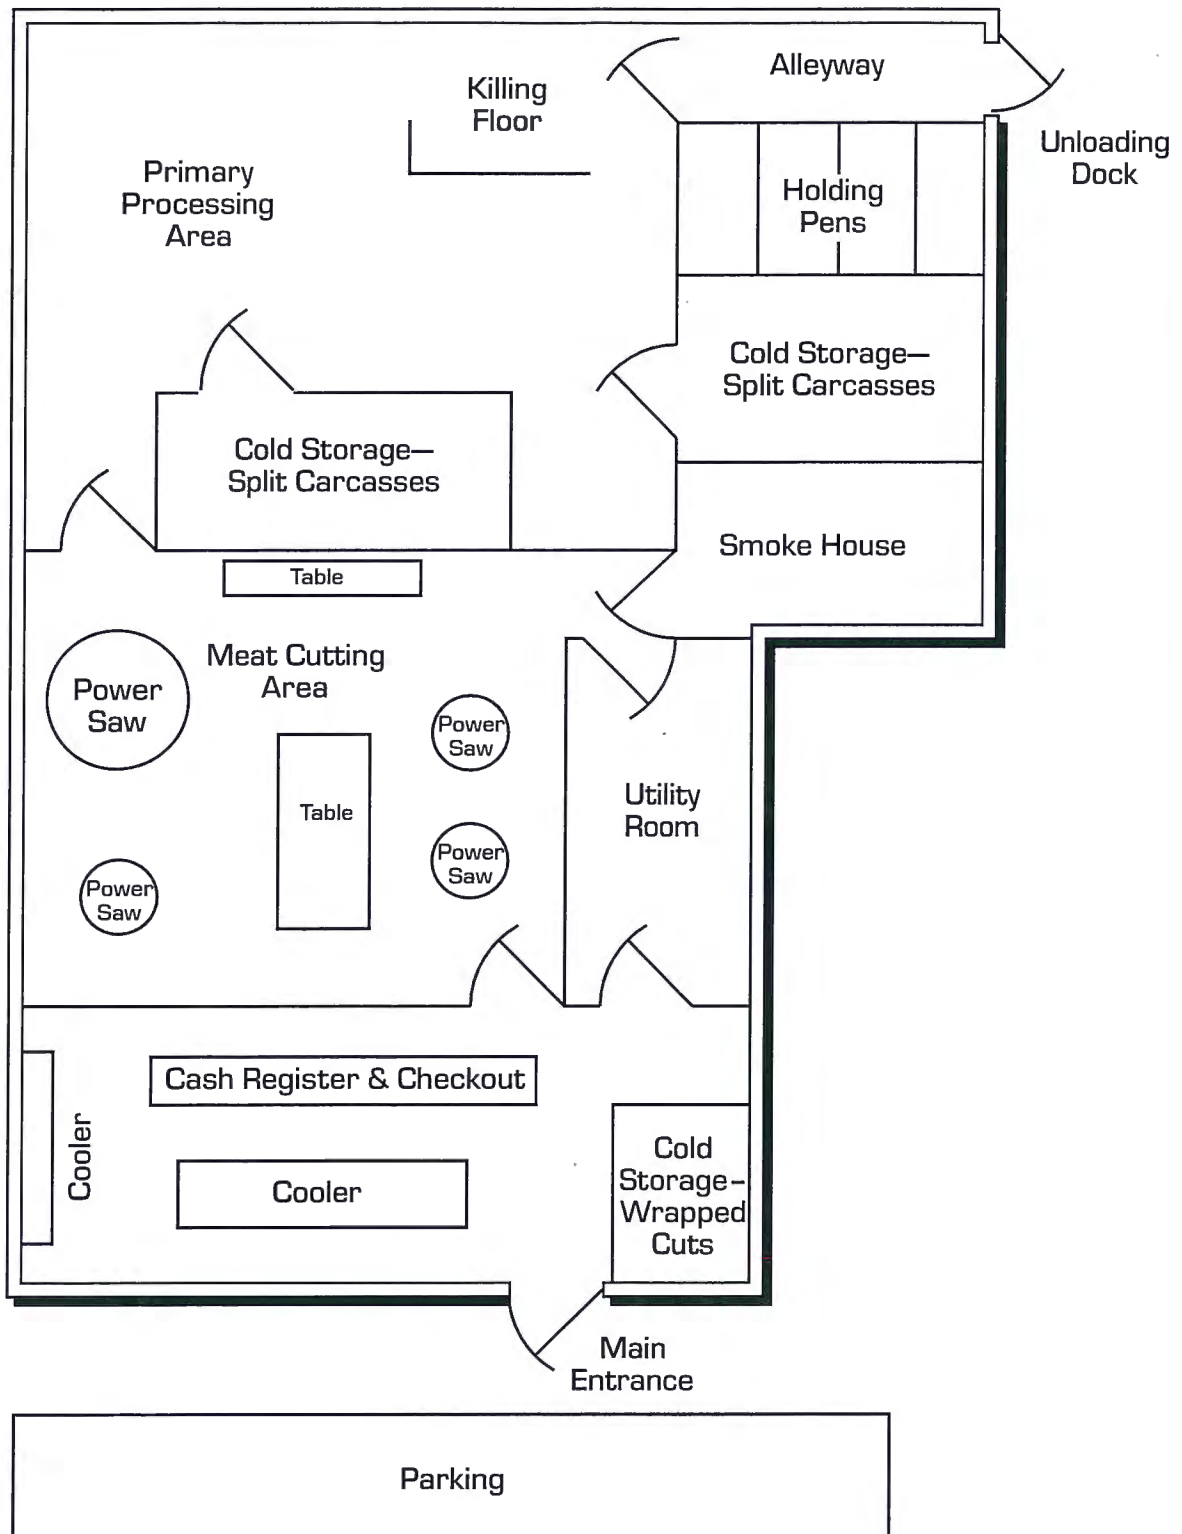 Alleyway
Killing
Floor
Unloading
Dock
Primary
Processing
Area
Holding
Pens
Cold Storage—
Split Carcasses
Cold Storage—
Split Carcasses
Smoke House
Table
Meat Cutting
Area
Power
Saw
Power
Saw
Table
Utility
Room
Power
Saw
Power
Saw
Cash Register & Checkout
Cooler
Cooler
Cold
Storage–
Wrapped
Cuts
Main
Entrance
Parking